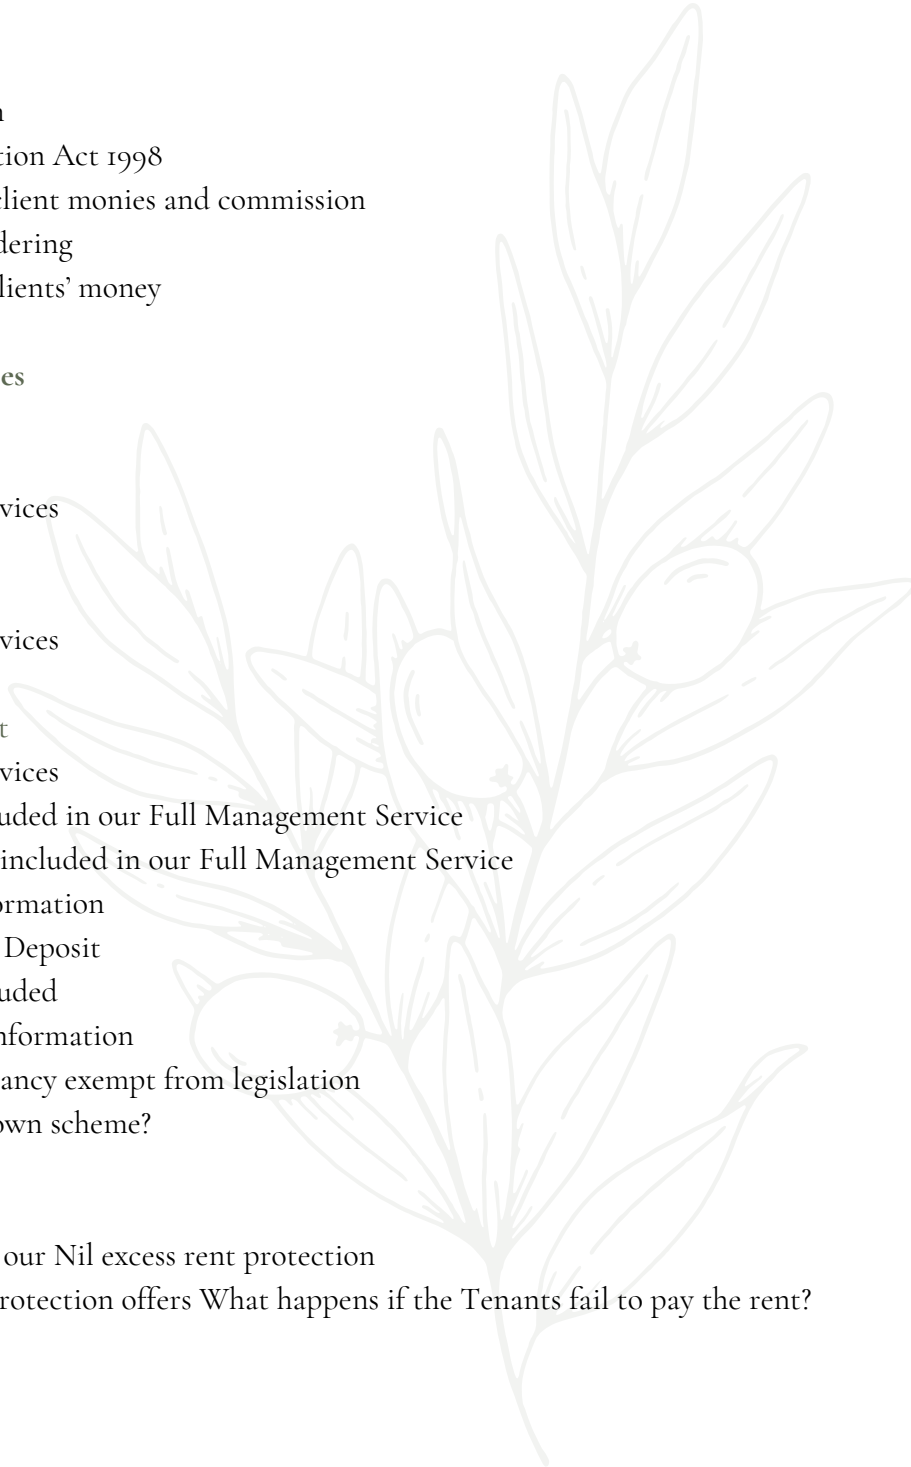 n
tion Act 1998
client monies and commission
dering
lients’ money
es
vices
vices
t
vices
uded in our Full Management Service
included in our Full Management Service
ormation
Deposit
uded
nformation
ancy exempt from legislation
own scheme?
our Nil excess rent protection
rotection offers What happens if the Tenants fail to pay the rent?